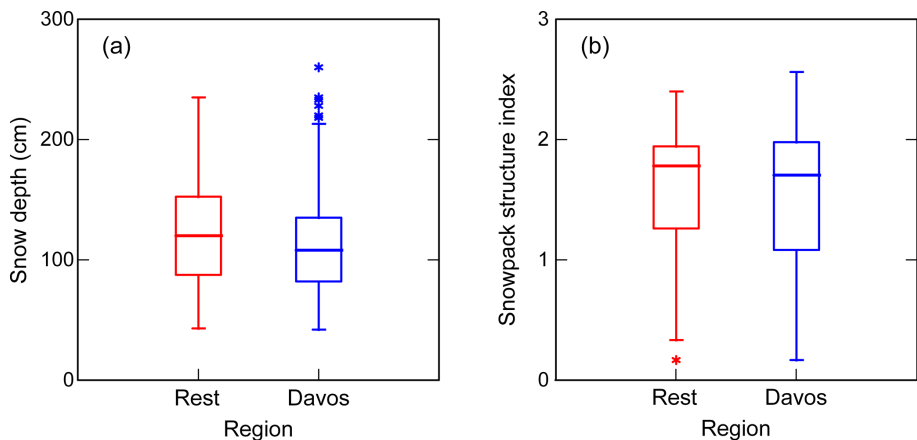 (a)
Snow depth (cm)
300
200
100
0
Rest Davos
Region
(b)
Snowpack structure index
3
2
1
0
Rest Davos
Region